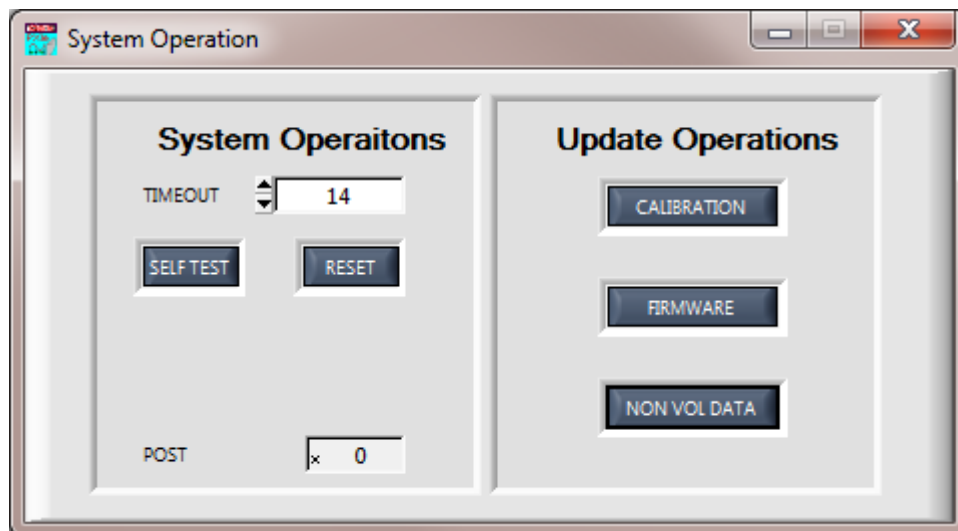 System Operation
System Operaitons
TIMEOUT 14
SELF TEST RESET
POST x 0
Update Operations
CALIBRATION
FIRMWARE
NON VOL DATA